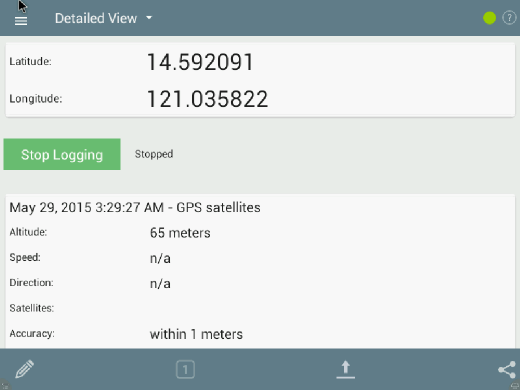 Detailed View
?
Latitude: 14.592091
Longitude: 121.035822
Stop Logging Stopped
May 29, 2015 3:29:27 AM - GPS satellites
Altitude: 65 meters
Speed: n/a
Direction: n/a
Satellites:
Accuracy: within 1 meters
1